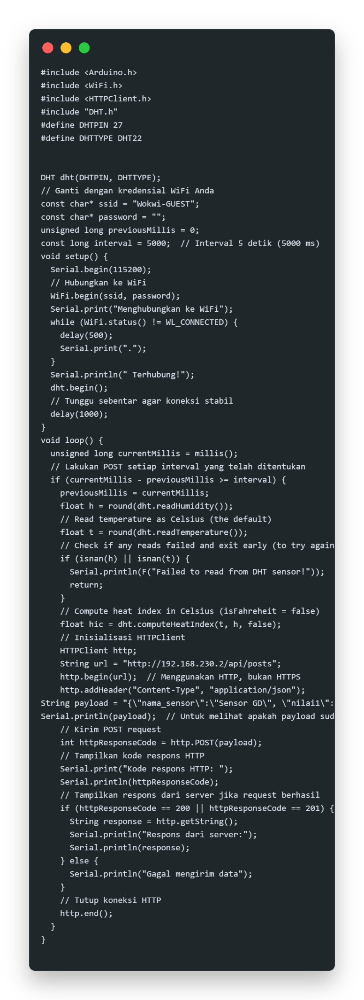 #include <Arduino.h>
#include <WiFi.h>
#include <HTTPClient.h>
#include "DHT.h"
#define DHTPIN 27
#define DHTTYPE DHT22
DHT dht(DHTPIN, DHTTYPE);
// Ganti dengan kredensial WiFi Anda
const char* ssid = "Wokwi-GUEST";
const char* password = "";
unsigned long previousMillis = 0;
const long interval = 5000;  // Interval 5 detik (5000 ms)
void setup() {
  Serial.begin(115200);
  // Hubungkan ke WiFi
  WiFi.begin(ssid, password);
  Serial.print("Menghubungkan ke WiFi");
  while (WiFi.status() != WL_CONNECTED) {
    delay(500);
    Serial.print(".");
  }
  Serial.println(" Terhubung!");
  dht.begin();
  // Tunggu sebentar agar koneksi stabil
  delay(1000);
}
void loop() {
  unsigned long currentMillis = millis();
  // Lakukan POST setiap interval yang telah ditentukan
  if (currentMillis - previousMillis >= interval) {
    previousMillis = currentMillis;
    float h = round(dht.readHumidity());
    // Read temperature as Celsius (the default)
    float t = round(dht.readTemperature());
    // Check if any reads failed and exit early (to try again
    if (isnan(h) || isnan(t)) {
      Serial.println(F("Failed to read from DHT sensor!"));
      return;
    }
    // Compute heat index in Celsius (isFahreheit = false)
    float hic = dht.computeHeatIndex(t, h, false);
    // Inisialisasi HTTPClient
    HTTPClient http;
    String url = "http://192.168.230.2/api/posts";
    http.begin(url);  // Menggunakan HTTP, bukan HTTPS
    http.addHeader("Content-Type", "application/json");
String payload = "{\"nama_sensor\":\"Sensor GD\", \"nilai1\":
Serial.println(payload);  // Untuk melihat apakah payload sud
    // Kirim POST request
    int httpResponseCode = http.POST(payload);
    // Tampilkan kode respons HTTP
    Serial.print("Kode respons HTTP: ");
    Serial.println(httpResponseCode);
    // Tampilkan respons dari server jika request berhasil
    if (httpResponseCode == 200 || httpResponseCode == 201) {
      String response = http.getString();
      Serial.println("Respons dari server:");
      Serial.println(response);
    } else {
      Serial.println("Gagal mengirim data");
    }
    // Tutup koneksi HTTP
    http.end();
  }
}